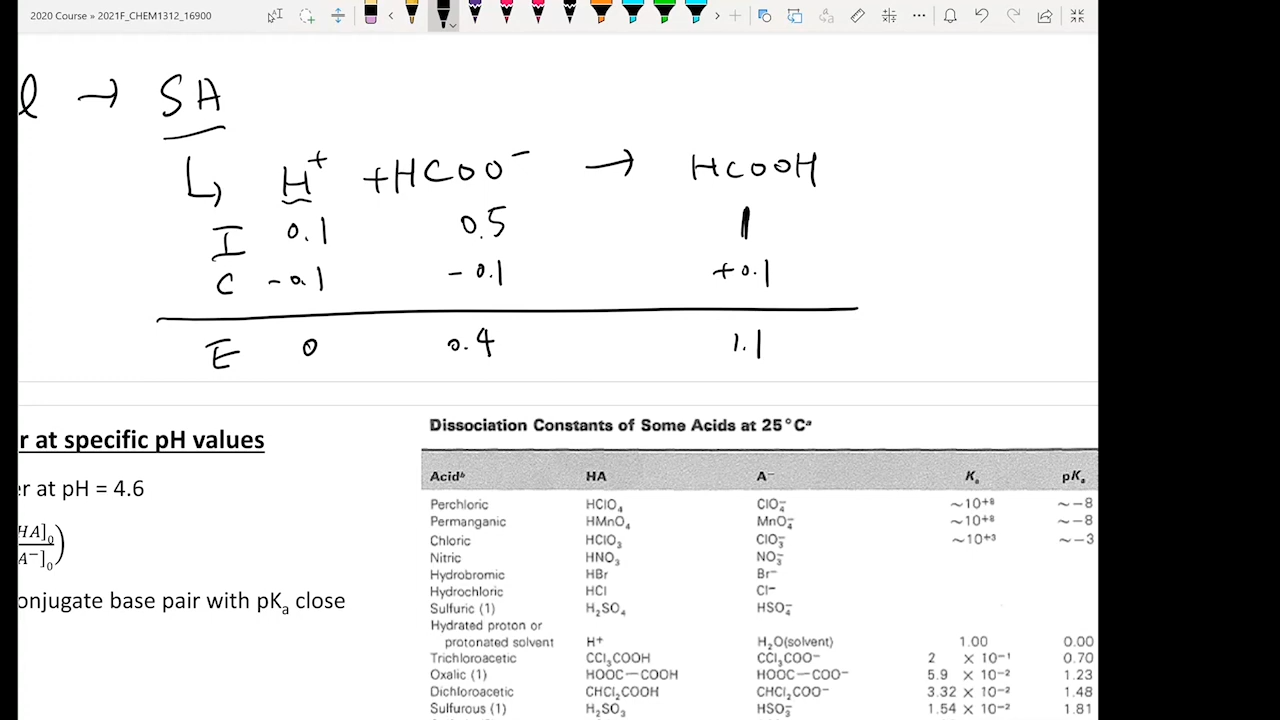 2020 Course » 2021F_CHEM1312_16900
l → SA
↳ H⁺ + HCOO⁻ → HCOOH
I 0.1 0.5 1
C -0.1 -0.1 +0.1
E 0 0.4 1.1
r at specific pH values
er at pH = 4.6
HA]₀
A⁻]₀)
onjugate base pair with pKₐ close
Dissociation Constants of Some Acids at 25°Cᵃ
Acidᵇ HA A⁻ Kₐ pKₐ
Perchloric HClO₄ ClO₄⁻ ~10⁺⁸ ~−8
Permanganic HMnO₄ MnO₄⁻ ~10⁺⁸ ~−8
Chloric HClO₃ ClO₃⁻ ~10⁺³ ~−3
Nitric HNO₃ NO₃⁻
Hydrobromic HBr Br⁻
Hydrochloric HCl Cl⁻
Sulfuric (1) H₂SO₄ HSO₄⁻
Hydrated proton or
protonated solvent H⁺ H₂O(solvent) 1.00 0.00
Trichloroacetic CCl₃COOH CCl₃COO⁻ 2 × 10⁻¹ 0.70
Oxalic (1) HOOC—COOH HOOC—COO⁻ 5.9 × 10⁻² 1.23
Dichloroacetic CHCl₂COOH CHCl₂COO⁻ 3.32 × 10⁻² 1.48
Sulfurous (1) H₂SO₃ HSO₃⁻ 1.54 × 10⁻² 1.81